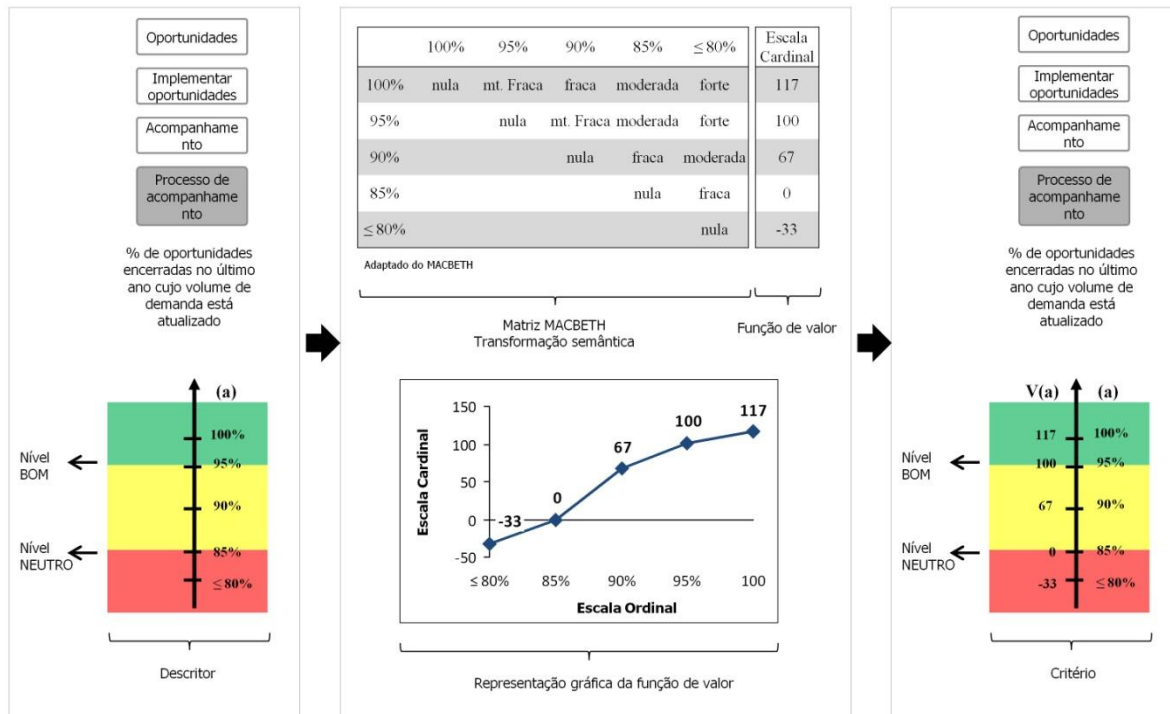 Oportunidades
Implementar
oportunidades
Acompanhame
nto
Processo de
acompanhame
nto
% de oportunidades
encerradas no último
ano cujo volume de
demanda está
atualizado
(a)
100%
Nível
BOM
95%
90%
Nível
NEUTRO
85%
≤ 80%
Descritor
100% 95% 90% 85% ≤ 80% Escala
Cardinal
100% nula mt. Fraca fraca moderada forte 117
95% nula mt. Fraca moderada forte 100
90% nula fraca moderada 67
85% nula fraca 0
≤ 80% nula -33
Adaptado do MACBETH
Matriz MACBETH
Transformação semântica
Função de valor
150
100
50
0
-50
Escala Cardinal
-33
0
67
100
117
≤ 80% 85% 90% 95% 100
Escala Ordinal
Representação gráfica da função de valor
Oportunidades
Implementar
oportunidades
Acompanhame
nto
Processo de
acompanhame
nto
% de oportunidades
encerradas no último
ano cujo volume de
demanda está
atualizado
V(a) (a)
117 100%
Nível
BOM
100 95%
67 90%
Nível
NEUTRO
0 85%
-33 ≤ 80%
Critério